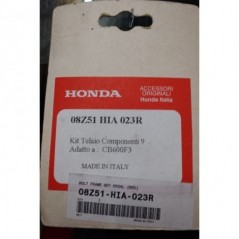 HONDA
ACCESSORI
ORIGINALI
Honda Italia
08Z51 HIA 023R
Kit Telaio Componenti 9
Adatto a : CB600F3
MADE IN ITALY
08Z51-HIA-023R